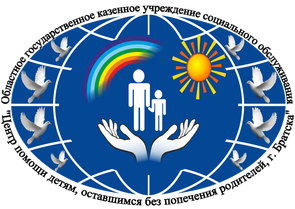 Областное государственное казенное учреждение социального обслуживания
"Центр помощи детям, оставшимся без попечения родителей, г. Братска"